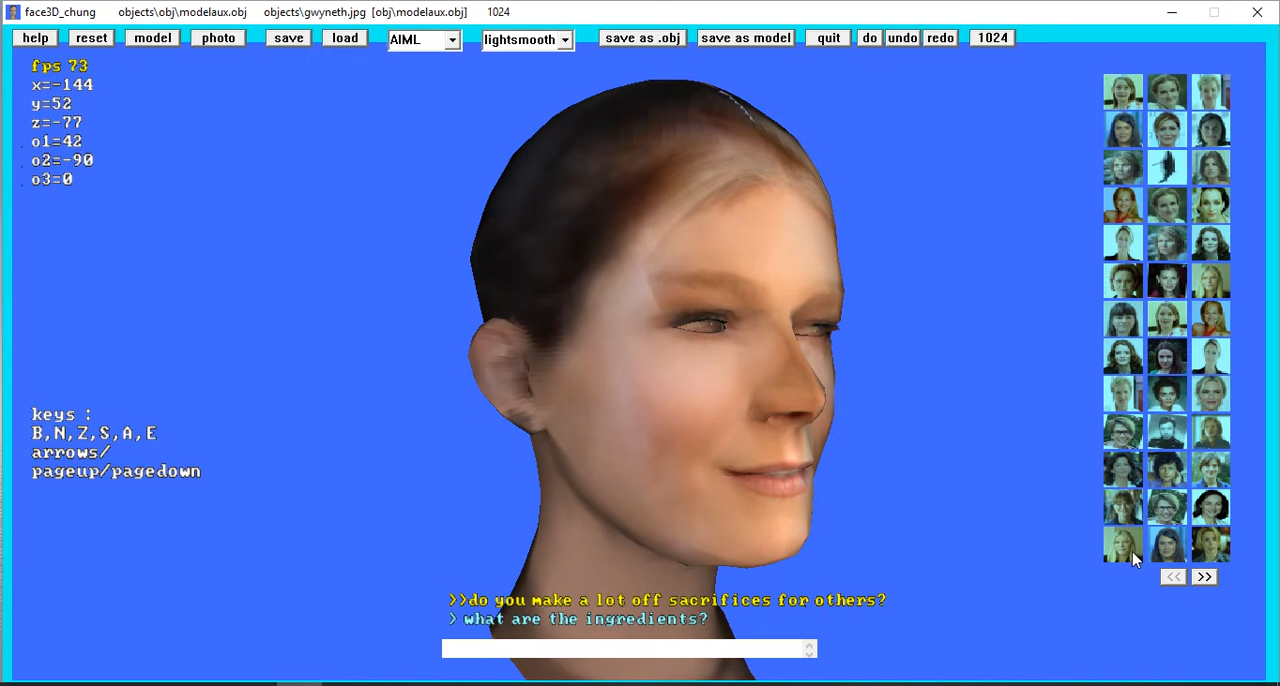 face3D_chung objects\obj\modelaux.obj objects\gwyneth.jpg [obj\modelaux.obj] 1024
help reset model photo save load AIML lightsmooth save as .obj save as model quit do undo redo 1024
fps 73
x=-144
y=52
z=-77
o1=42
o2=-90
o3=0
keys :
B,N,Z,S,A,E
arrows/
pageup/pagedown
<< >>
>>do you make a lot off sacrifices for others?
> what are the ingredients?